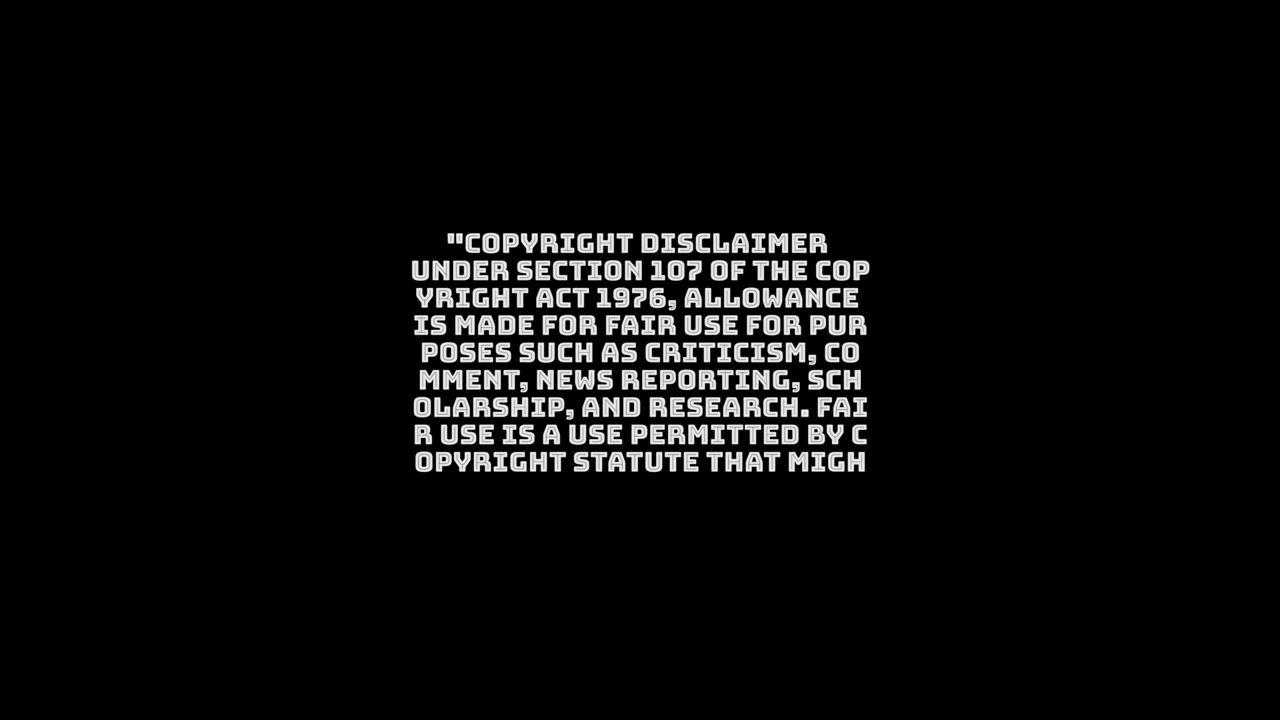 "COPYRIGHT DISCLAIMER
UNDER SECTION 107 OF THE COP
YRIGHT ACT 1976, ALLOWANCE
IS MADE FOR FAIR USE FOR PUR
POSES SUCH AS CRITICISM, CO
MMENT, NEWS REPORTING, SCH
OLARSHIP, AND RESEARCH. FAI
R USE IS A USE PERMITTED BY C
OPYRIGHT STATUTE THAT MIGH